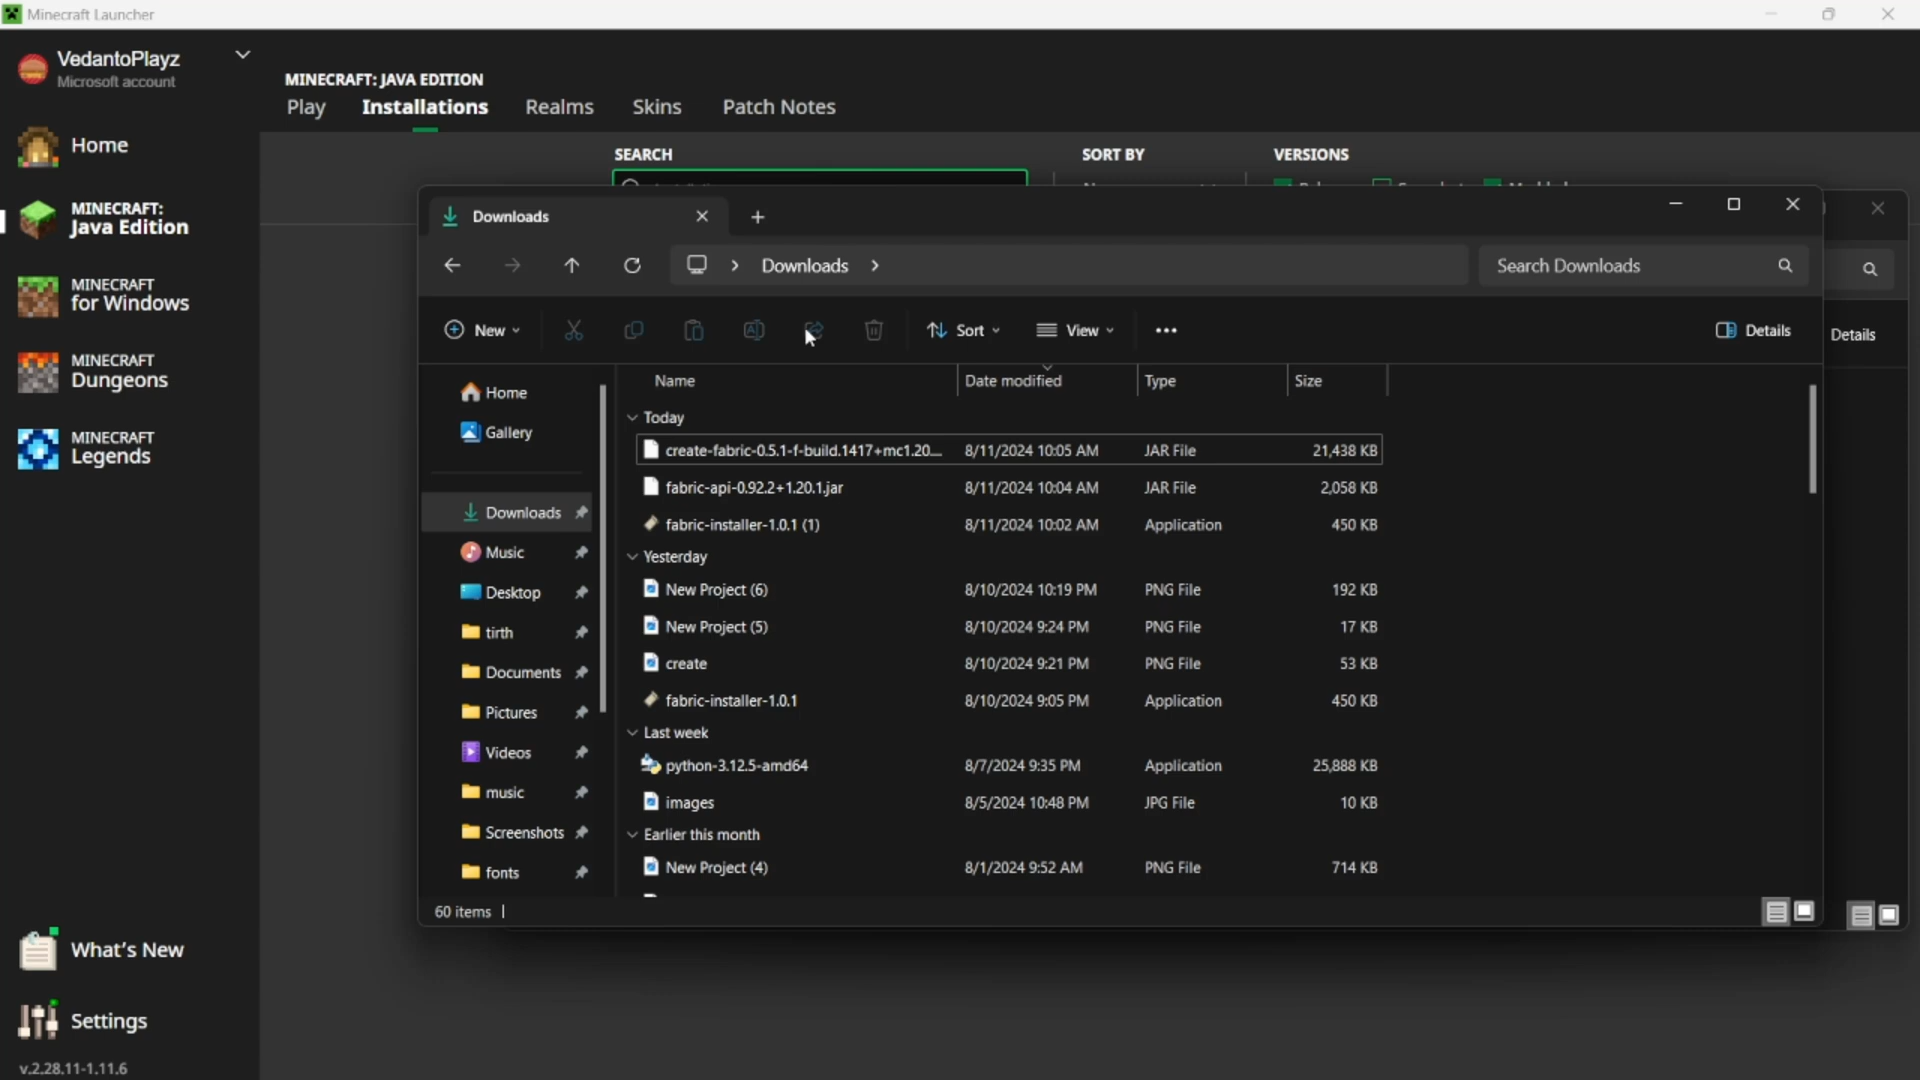 Minecraft Launcher
VedantoPlayz
Microsoft account
MINECRAFT: JAVA EDITION
Play Installations Realms Skins Patch Notes
Home
MINECRAFT:
Java Edition
MINECRAFT
for Windows
MINECRAFT
Dungeons
MINECRAFT
Legends
What's New
Settings
v.2.28.11-1.11.6
SEARCH SORT BY VERSIONS
Downloads
Downloads
Search Downloads
New Sort View Details
Details
Home
Gallery
Downloads
Music
Desktop
tirth
Documents
Pictures
Videos
music
Screenshots
fonts
Name Date modified Type Size
Today
create-fabric-0.5.1-f-build.1417+mc1.20... 8/11/2024 10:05 AM JAR File 21,438 KB
fabric-api-0.92.2+1.20.1.jar 8/11/2024 10:04 AM JAR File 2,058 KB
fabric-installer-1.0.1 (1) 8/11/2024 10:02 AM Application 450 KB
Yesterday
New Project (6) 8/10/2024 10:19 PM PNG File 192 KB
New Project (5) 8/10/2024 9:24 PM PNG File 17 KB
create 8/10/2024 9:21 PM PNG File 53 KB
fabric-installer-1.0.1 8/10/2024 9:05 PM Application 450 KB
Last week
python-3.12.5-amd64 8/7/2024 9:35 PM Application 25,888 KB
images 8/5/2024 10:48 PM JPG File 10 KB
Earlier this month
New Project (4) 8/1/2024 9:52 AM PNG File 714 KB
60 items